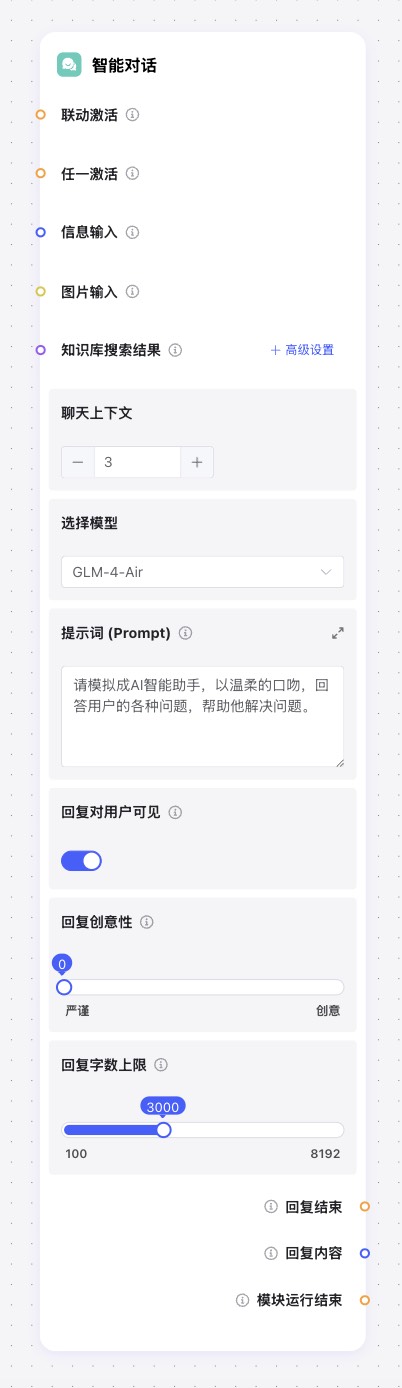 智能对话
联动激活
任一激活
信息输入
图片输入
知识库搜索结果
+ 高级设置
聊天上下文
− 3 +
选择模型
GLM-4-Air
提示词 (Prompt)
请模拟成AI智能助手，以温柔的口吻，回
答用户的各种问题，帮助他解决问题。
回复对用户可见
回复创意性
0
严谨 创意
回复字数上限
3000
100 8192
回复结束
回复内容
模块运行结束